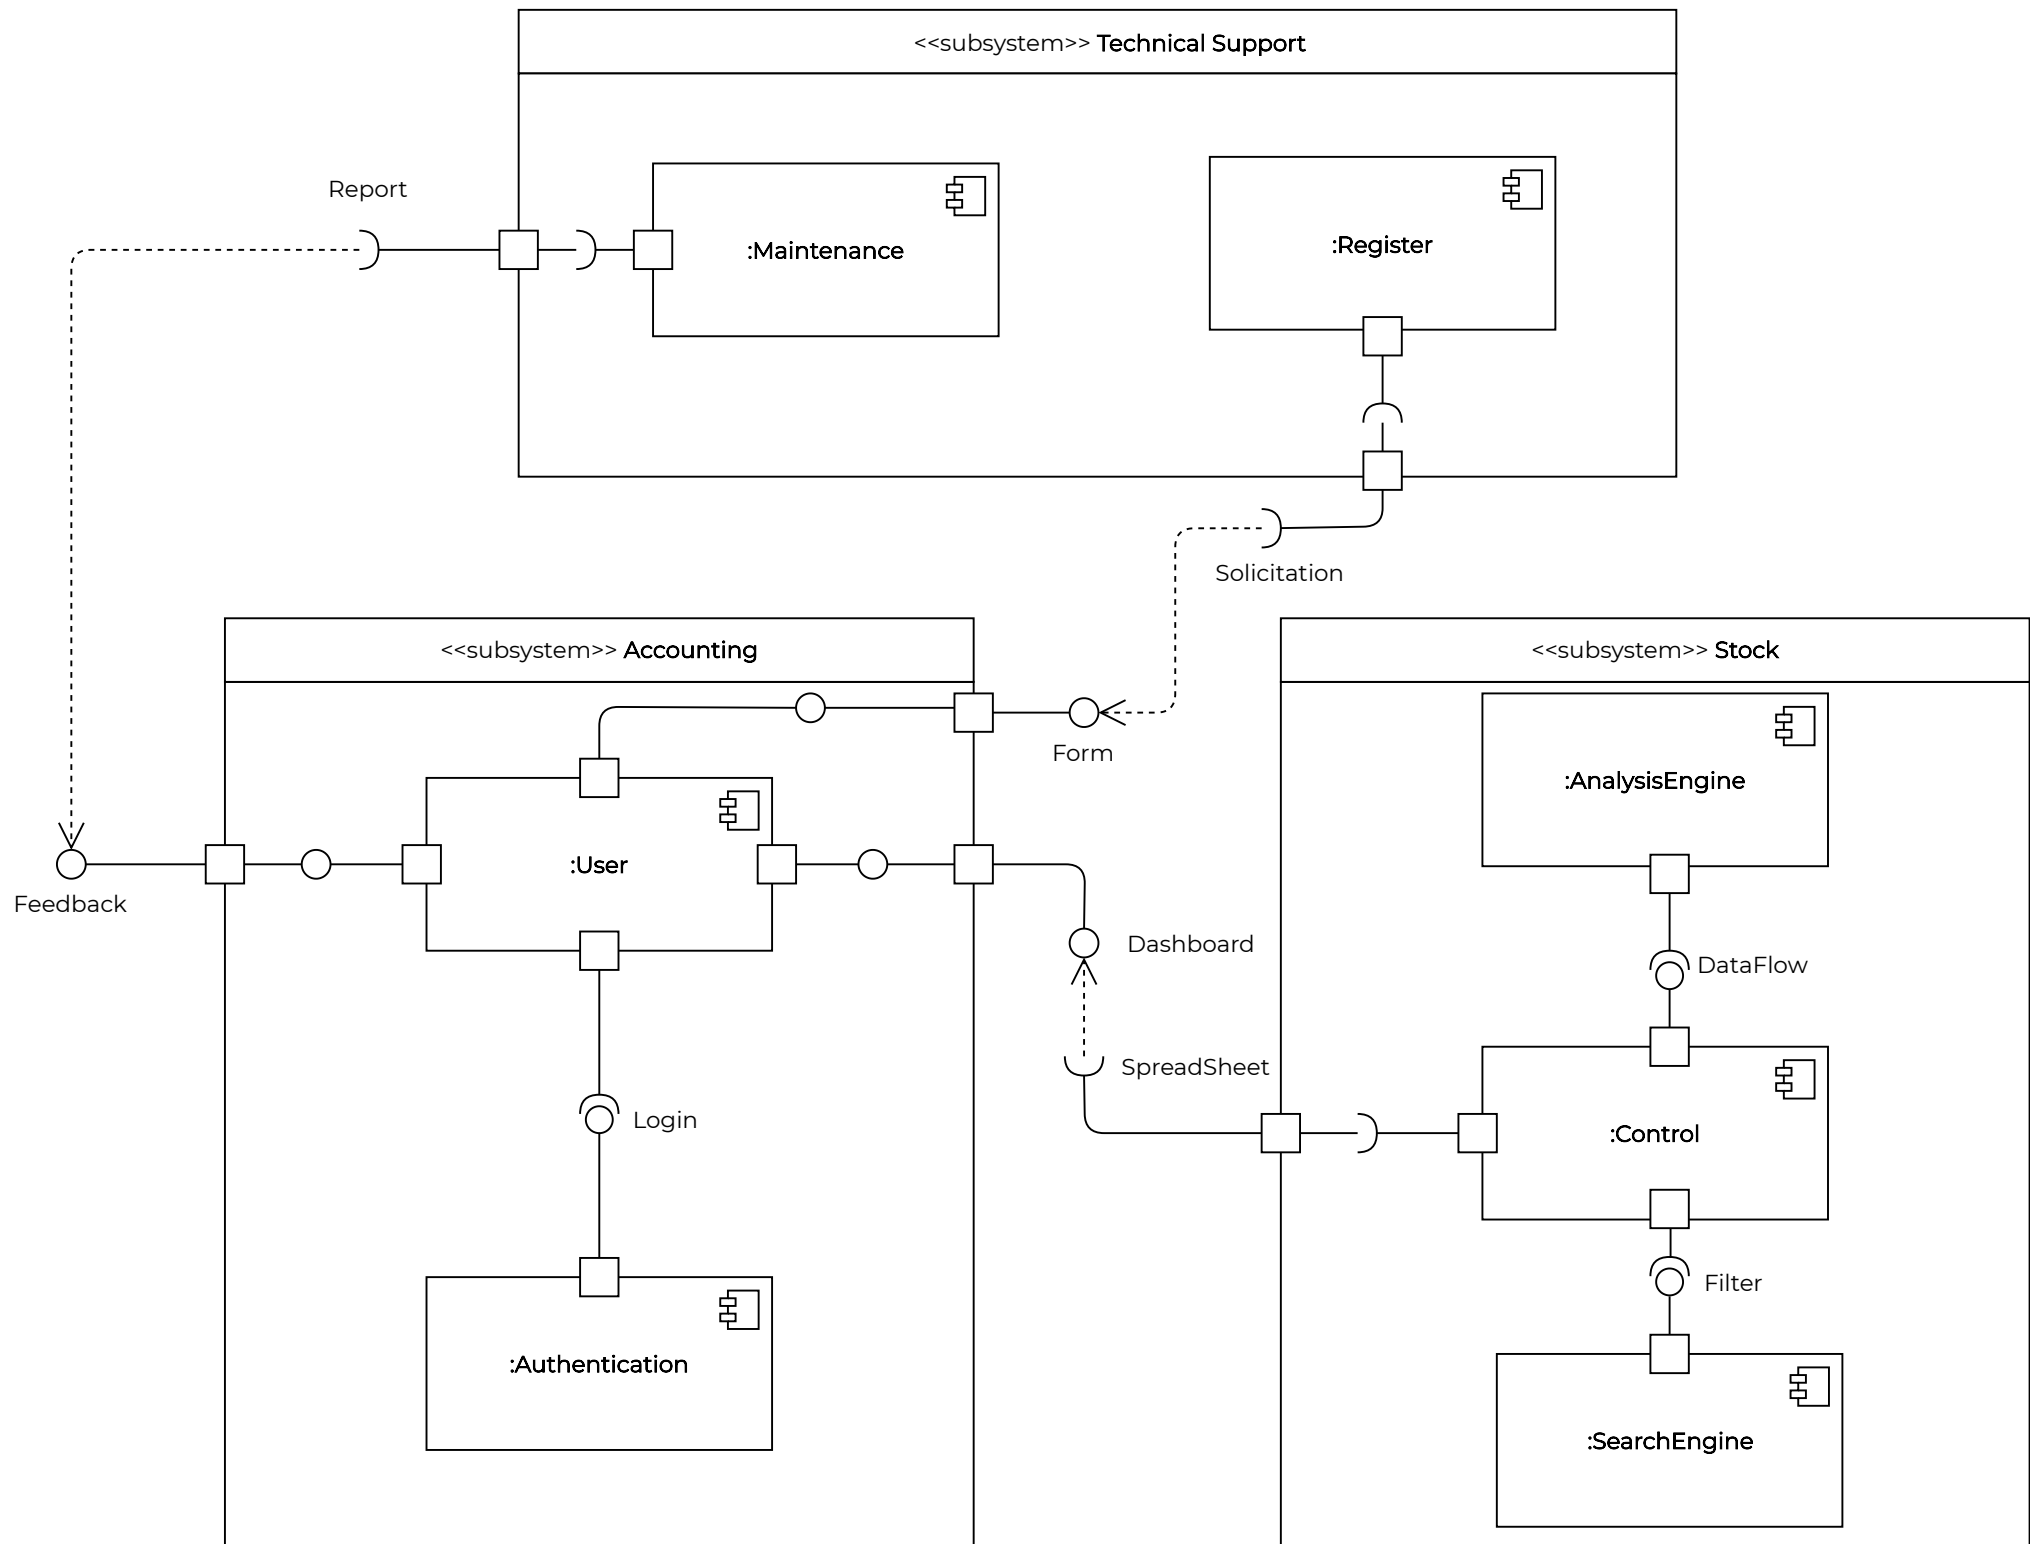 <<subsystem>> Technical Support
Report
:Maintenance
:Register
Solicitation
<<subsystem>> Accounting
<<subsystem>> Stock
Form
:AnalysisEngine
:User
Feedback
Dashboard
DataFlow
SpreadSheet
Login
:Control
Filter
:Authentication
:SearchEngine